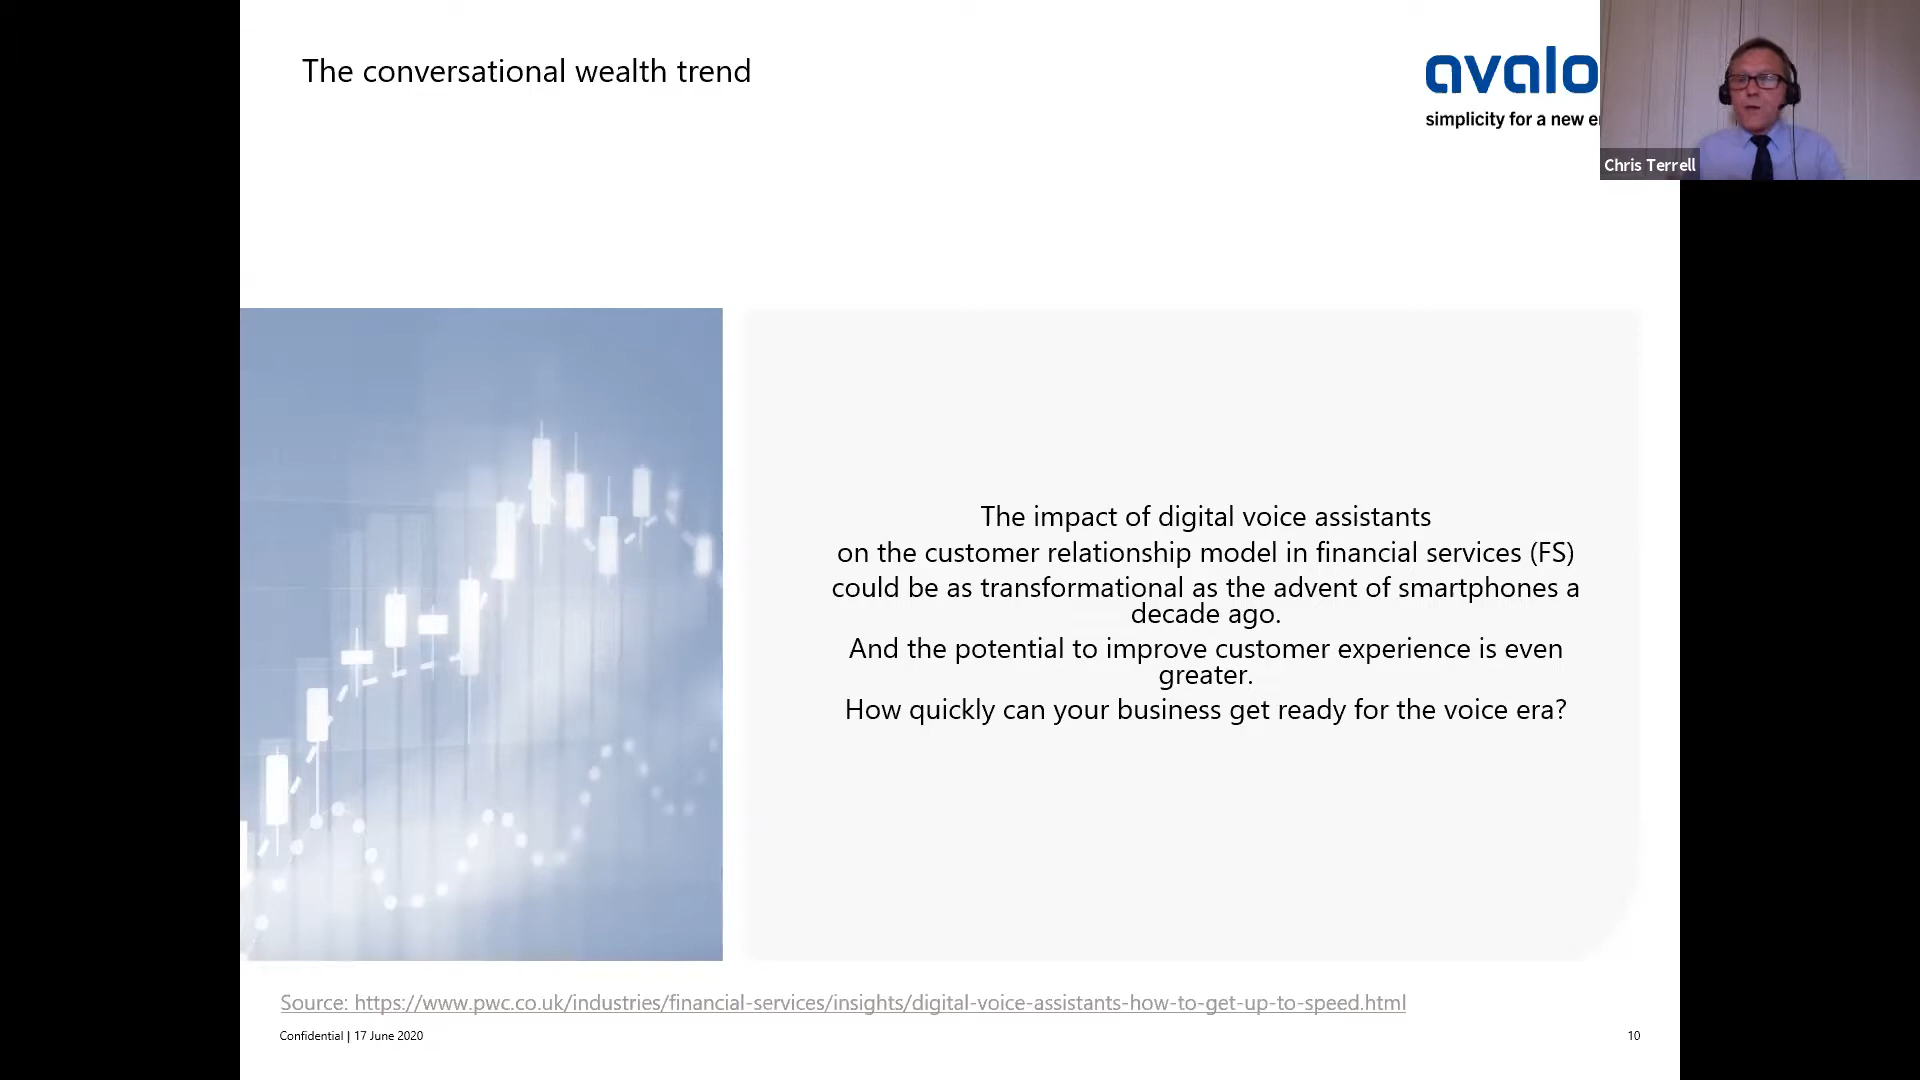 The conversational wealth trend
avalo
simplicity for a new
Chris Terrell
The impact of digital voice assistants
on the customer relationship model in financial services (FS)
could be as transformational as the advent of smartphones a
decade ago.
And the potential to improve customer experience is even
greater.
How quickly can your business get ready for the voice era?
Source: https://www.pwc.co.uk/industries/financial-services/insights/digital-voice-assistants-how-to-get-up-to-speed.html
Confidential | 17 June 2020
10